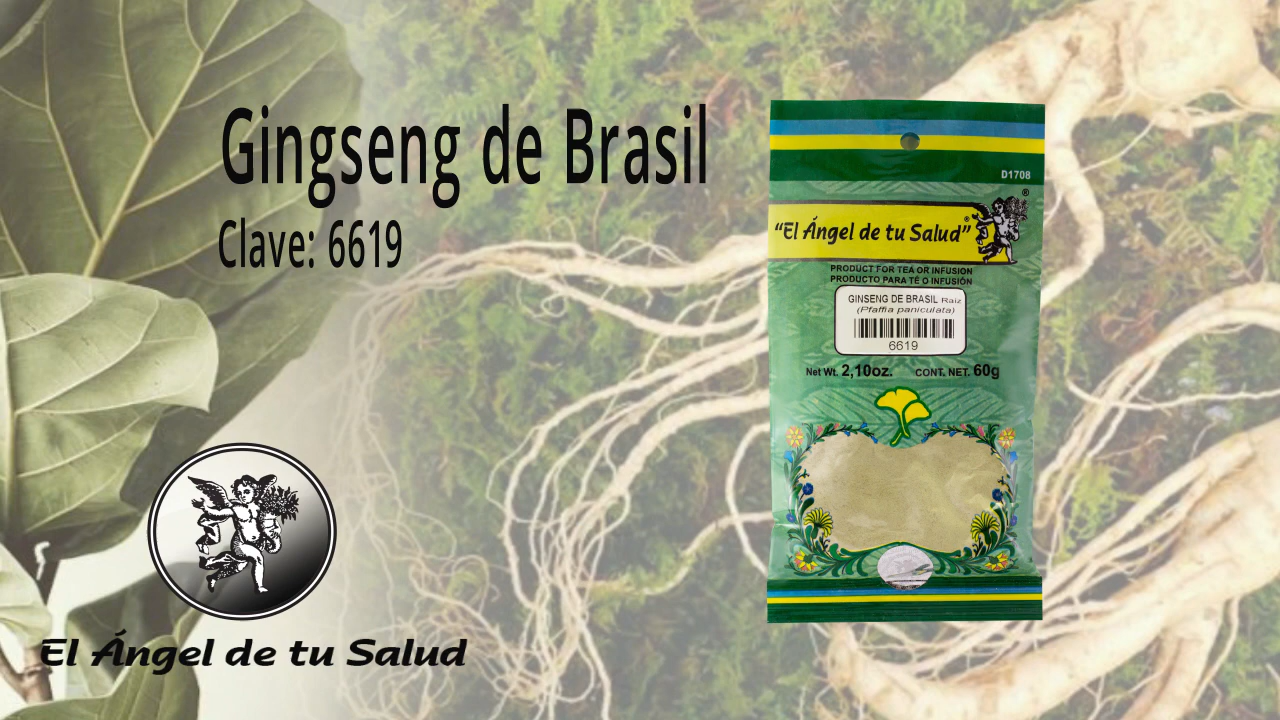 Gingseng de Brasil
Clave: 6619
D1708
®
"El Ángel de tu Salud"®
PRODUCT FOR TEA OR INFUSION
PRODUCTO PARA TÉ O INFUSIÓN
GINSENG DE BRASIL Raíz
(Pfaffia paniculata)
6619
Net Wt. 2,10oz. CONT. NET. 60g
El Ángel de tu Salud